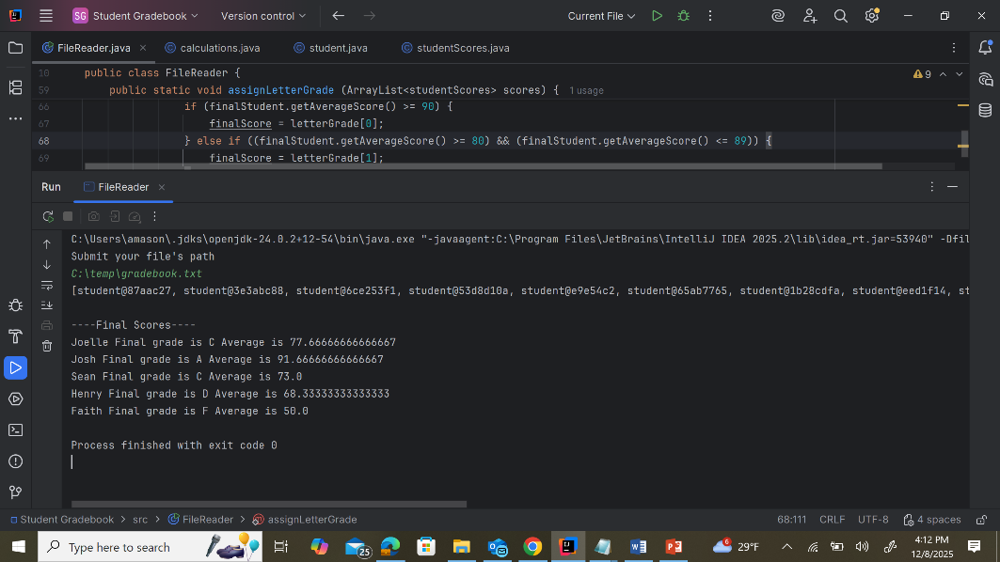 SG Student Gradebook Version control Current File
FileReader.java calculations.java student.java studentScores.java
10 public class FileReader {
9
59 public static void assignLetterGrade (ArrayList<studentScores> scores) { 1 usage
66 if (finalStudent.getAverageScore() >= 90) {
67 finalScore = letterGrade[0];
68 } else if ((finalStudent.getAverageScore() >= 80) && (finalStudent.getAverageScore() <= 89)) {
69 finalScore = letterGrade[1];
Run FileReader
C:\Users\amason\.jdks\openjdk-24.0.2+12-54\bin\java.exe "-javaagent:C:\Program Files\JetBrains\IntelliJ IDEA 2025.2\lib\idea_rt.jar=53940" -Dfil
Submit your file's path
C:\temp\gradebook.txt
[student@87aac27, student@3e3abc88, student@6ce253f1, student@53d8d10a, student@e9e54c2, student@65ab7765, student@1b28cdfa, student@eed1f14, st
----Final Scores----
Joelle Final grade is C Average is 77.66666666666667
Josh Final grade is A Average is 91.66666666666667
Sean Final grade is C Average is 73.0
Henry Final grade is D Average is 68.33333333333333
Faith Final grade is F Average is 50.0
Process finished with exit code 0
Student Gradebook src FileReader assignLetterGrade 68:111 CRLF UTF-8 4 spaces
Type here to search 25 6 29°F 4:12 PM
12/8/2025